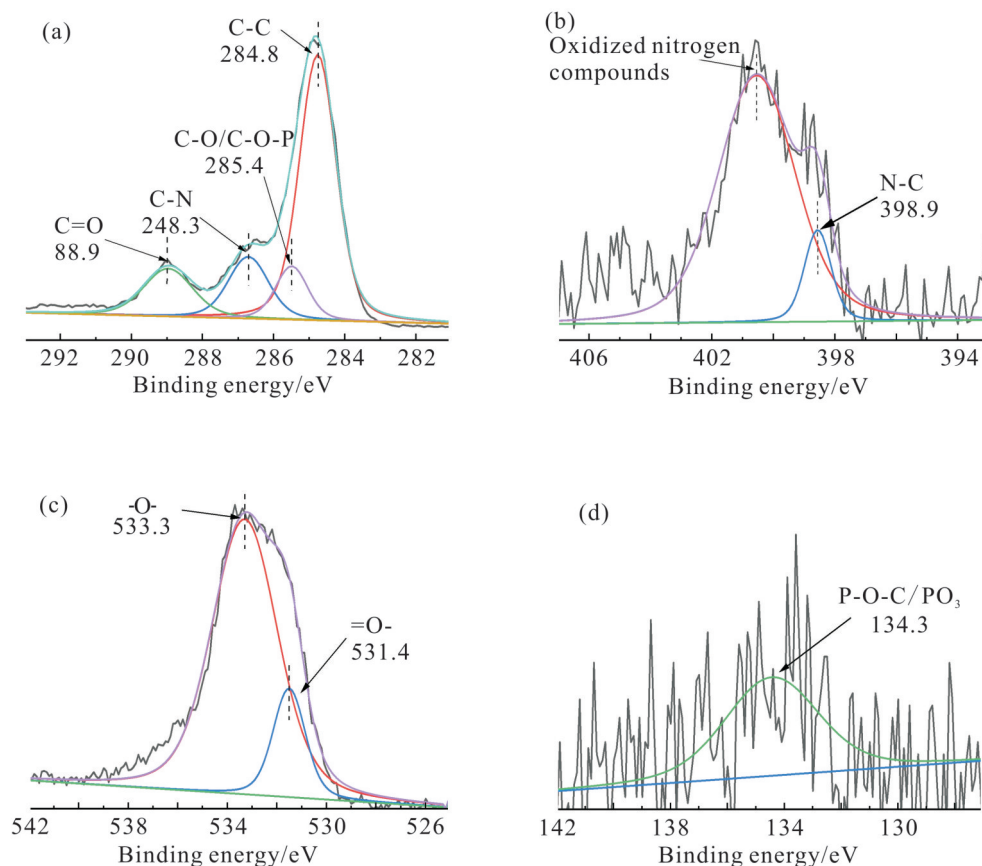 (a)
C-C
284.8
C-O/C-O-P
285.4
C-N
248.3
C=O
88.9
292 290 288 286 284 282
Binding energy/eV
(b)
Oxidized nitrogen
compounds
N-C
398.9
406 402 398 394
Binding energy/eV
(c)
-O-
533.3
=O-
531.4
542 538 534 530 526
Binding energy/eV
(d)
P-O-C/PO₃
134.3
142 138 134 130
Binding energy/eV